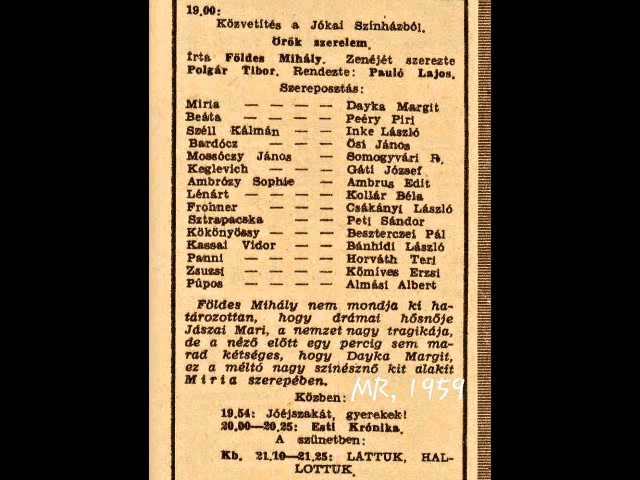 19.00:
Közvetítés a Jókai Színházból.
Örök szerelem.
Írta Földes Mihály. Zenéjét szerezte
Polgár Tibor. Rendezte: Pauló Lajos.
Szereposztás:
Miria — — — — Dayka Margit
Beáta — — — — Peéry Piri
Széll Kálmán — — — Inke László
Bardócz — — — Ősi János
Mossóczy János — Somogyvári R.
Keglevich — — — Gáti József
Ambrózy Sophie — — Ambrus Edit
Lénárt — — — — Kollár Béla
Frohner — — — — Csákányi László
Sztrapacska — — Peti Sándor
Kökönyössy — — — Beszterczei Pál
Kassai Vidor — — Bánhidi László
Panni — — — — Horváth Teri
Zsuzsi — — — — Kőmíves Erzsi
Púpos — — — — Almási Albert
Földes Mihály nem mondja ki ha-
tározottan, hogy drámai hősnője
Jászai Mari, a nemzet nagy tragikája,
de a néző előtt egy percig sem ma-
rad kétséges, hogy Dayka Margit,
ez a méltó nagy színésznő kit alakít
Miria szerepében.
MR, 1959
Közben:
19.54: Jóéjszakát, gyerekek!
20.00—20.25: Esti Krónika.
A szünetben:
Kb. 21.10—21.25: LÁTTUK, HAL-
LOTTUK.